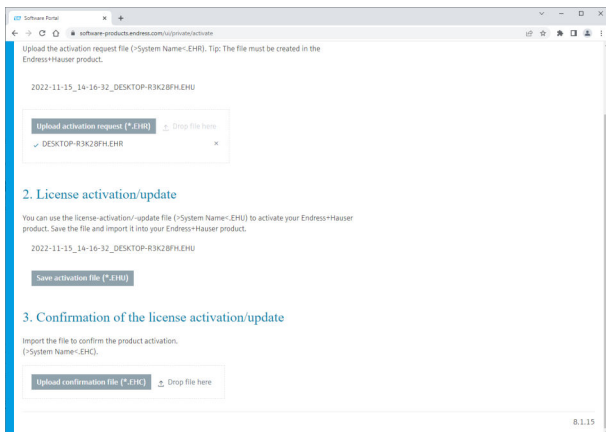 Software Portal
software-products.endress.com/ui/private/activate
Upload the activation request file (>System Name<.EHR). Tip: The file must be created in the
Endress+Hauser product.
2022-11-15_14-16-32_DESKTOP-R3K28FH.EHU
Upload activation request (*.EHR) Drop file here
DESKTOP-R3K28FH.EHR
2. License activation/update
You can use the license-activation/-update file (>System Name<.EHU) to activate your Endress+Hauser
product. Save the file and import it into your Endress+Hauser product.
2022-11-15_14-16-32_DESKTOP-R3K28FH.EHU
Save activation file (*.EHU)
3. Confirmation of the license activation/update
Import the file to confirm the product activation.
(>System Name<.EHC).
Upload confirmation file (*.EHC) Drop file here
8.1.15